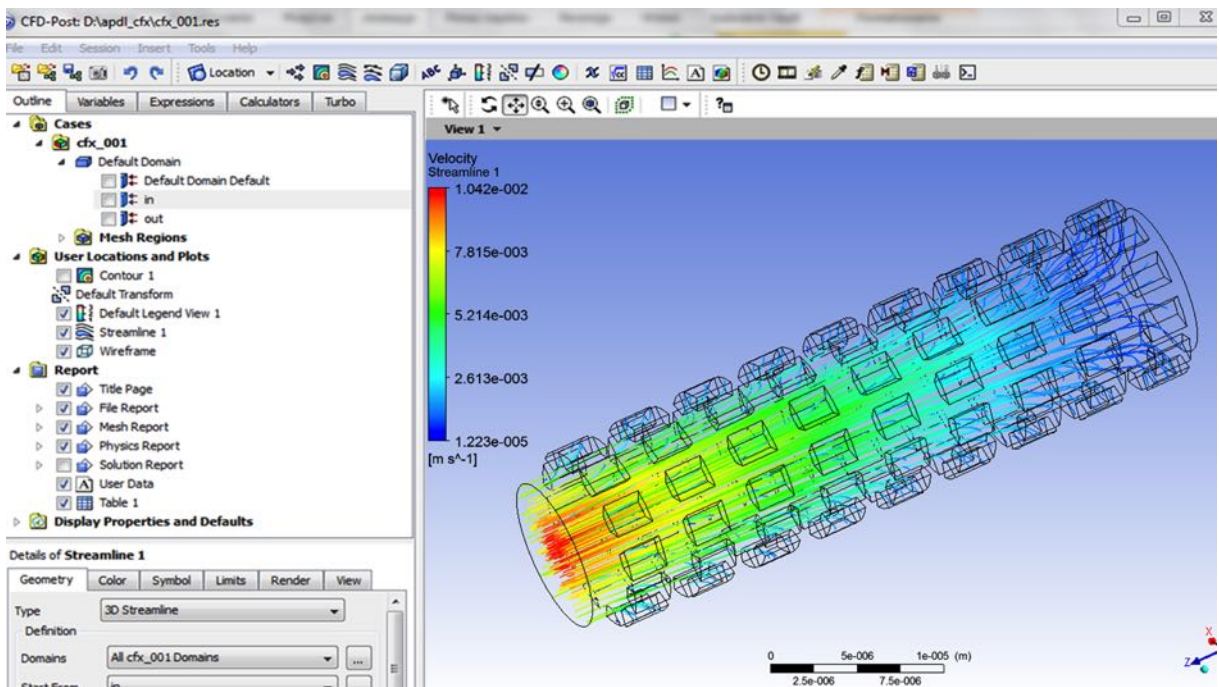 CFD-Post: D:\apdl_cfx\cfx_001.res
File Edit Session Insert Tools Help
Location
Outline Variables Expressions Calculators Turbo
Cases
cfx_001
Default Domain
Default Domain Default
in
out
Mesh Regions
User Locations and Plots
Contour 1
Default Transform
Default Legend View 1
Streamline 1
Wireframe
Report
Title Page
File Report
Mesh Report
Physics Report
Solution Report
User Data
Table 1
Display Properties and Defaults
Details of Streamline 1
Geometry Color Symbol Limits Render View
Type 3D Streamline
Definition
Domains All cfx_001 Domains ...
Start From in
View 1
Velocity
Streamline 1
1.042e-002
7.815e-003
5.214e-003
2.613e-003
1.223e-005
[m s^-1]
0 5e-006 1e-005 (m)
2.5e-006 7.5e-006
X
Z